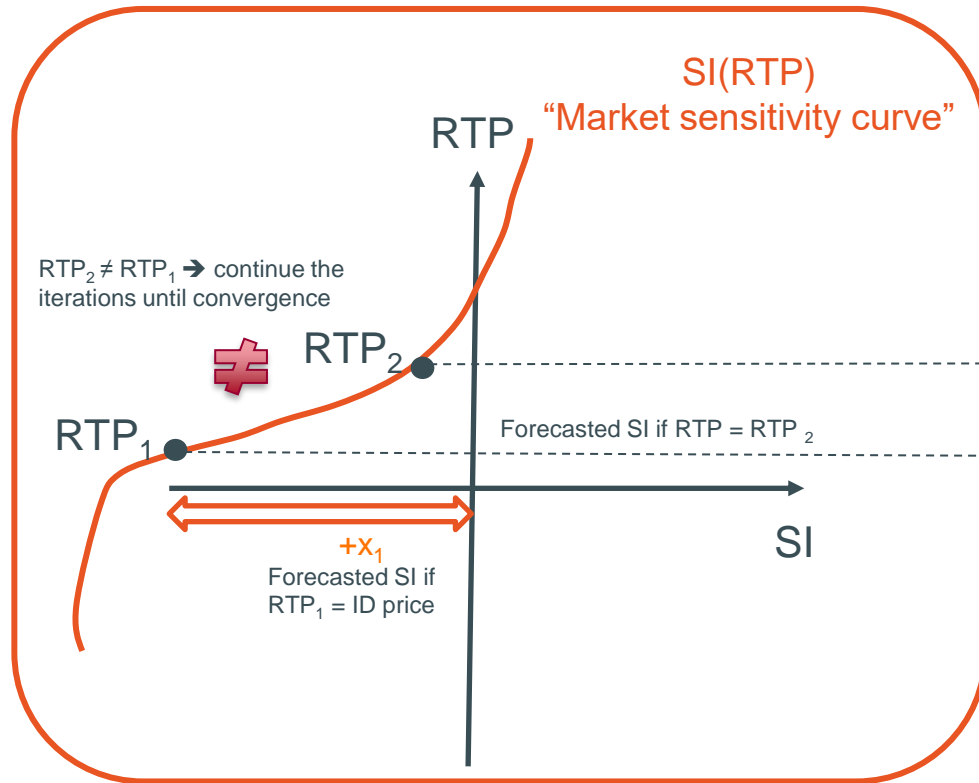 SI(RTP)
“Market sensitivity curve”
RTP
RTP₂ ≠ RTP₁ ➔ continue the
iterations until convergence
≠
RTP₂
RTP₁
Forecasted SI if RTP = RTP ₂
SI
+x₁
Forecasted SI if
RTP₁ = ID price